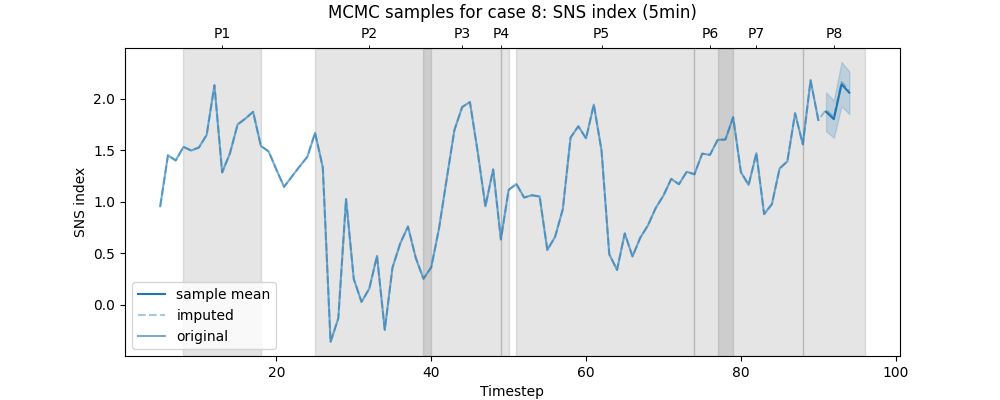 MCMC samples for case 8: SNS index (5min)
P1 P2 P3 P4 P5 P6 P7 P8
2.0
1.5
1.0
0.5
0.0
SNS index
sample mean
imputed
original
20 40 60 80 100
Timestep